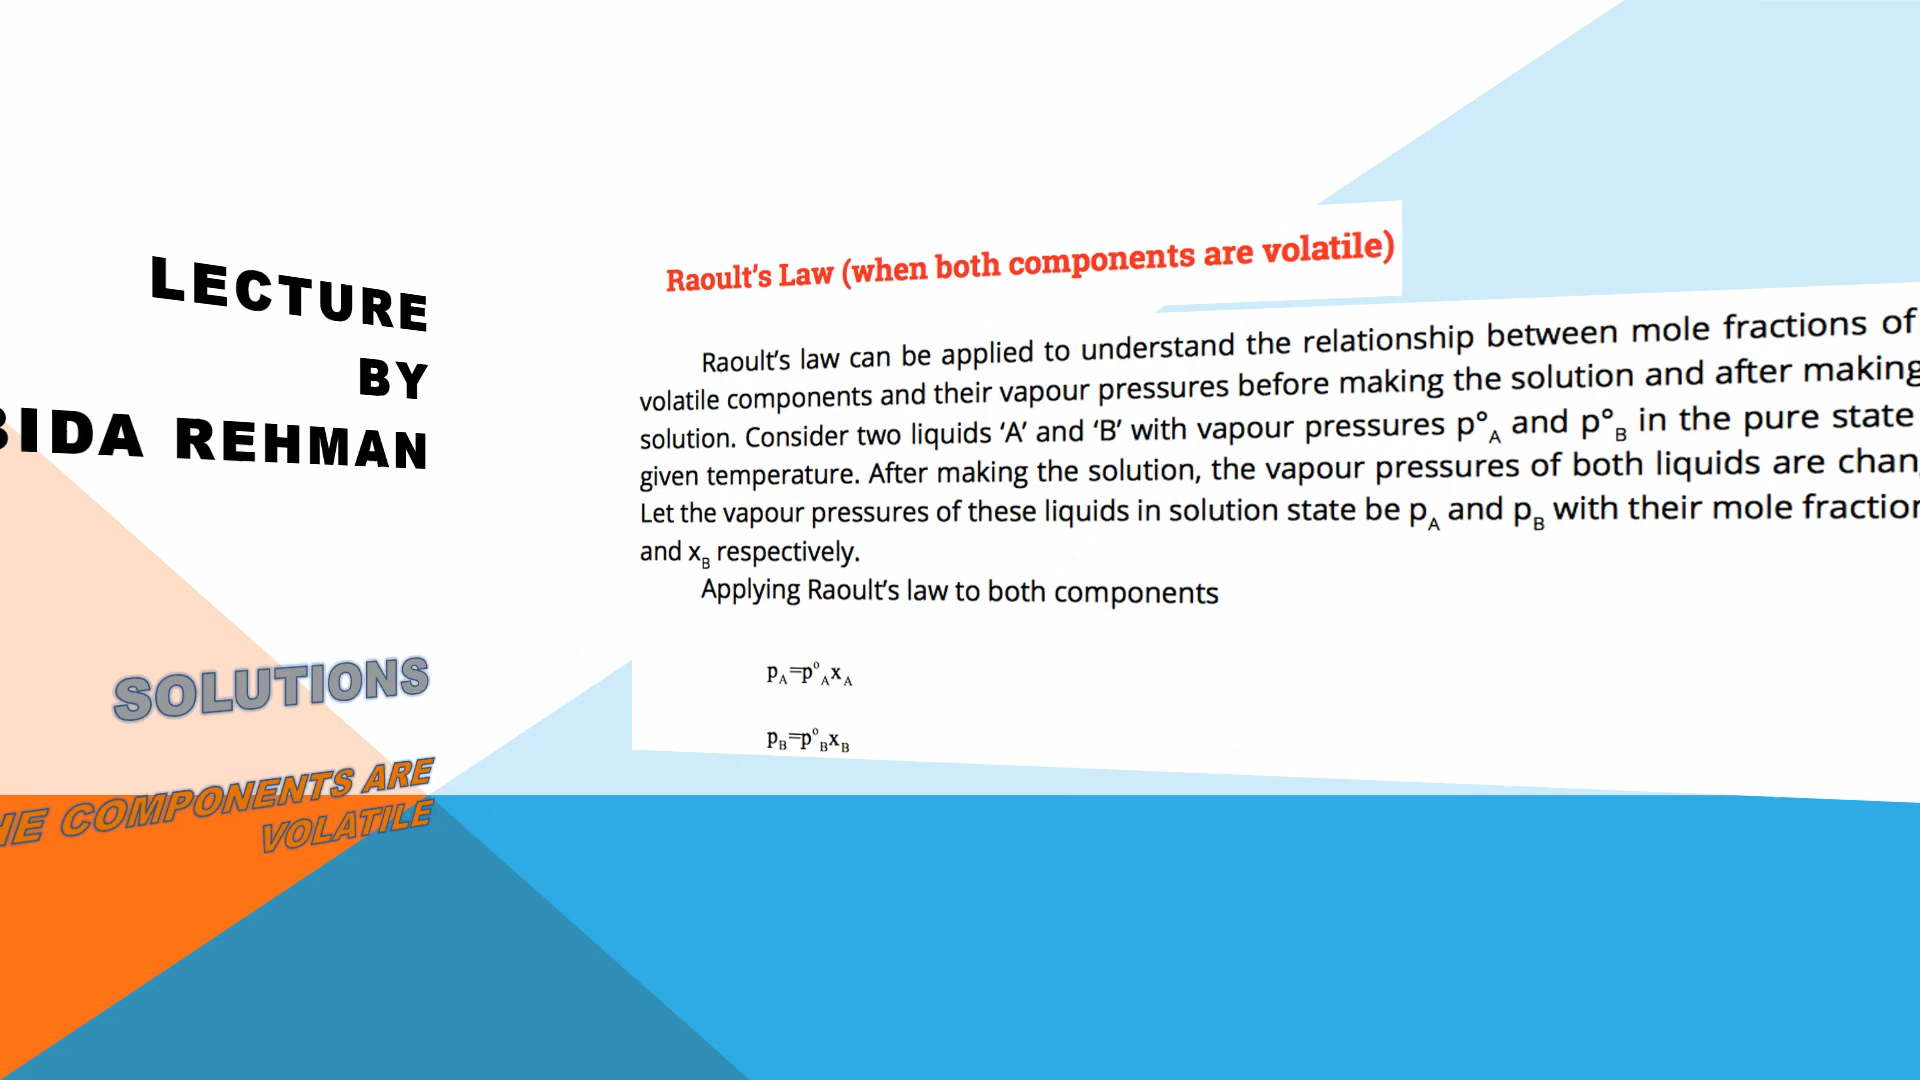 LECTURE
BY
BIDA REHMAN
SOLUTIONS
COMPONENTS ARE
VOLATILE
Raoult’s Law (when both components are volatile)
Raoult’s law can be applied to understand the relationship between mole fractions of
volatile components and their vapour pressures before making the solution and after making
solution. Consider two liquids ‘A’ and ‘B’ with vapour pressures p°A and p°B in the pure state
given temperature. After making the solution, the vapour pressures of both liquids are
Let the vapour pressures of these liquids in solution state be pA and pB with their mole
and xB respectively.
Applying Raoult’s law to both components
pA=p°AxA
pB=p°BxB